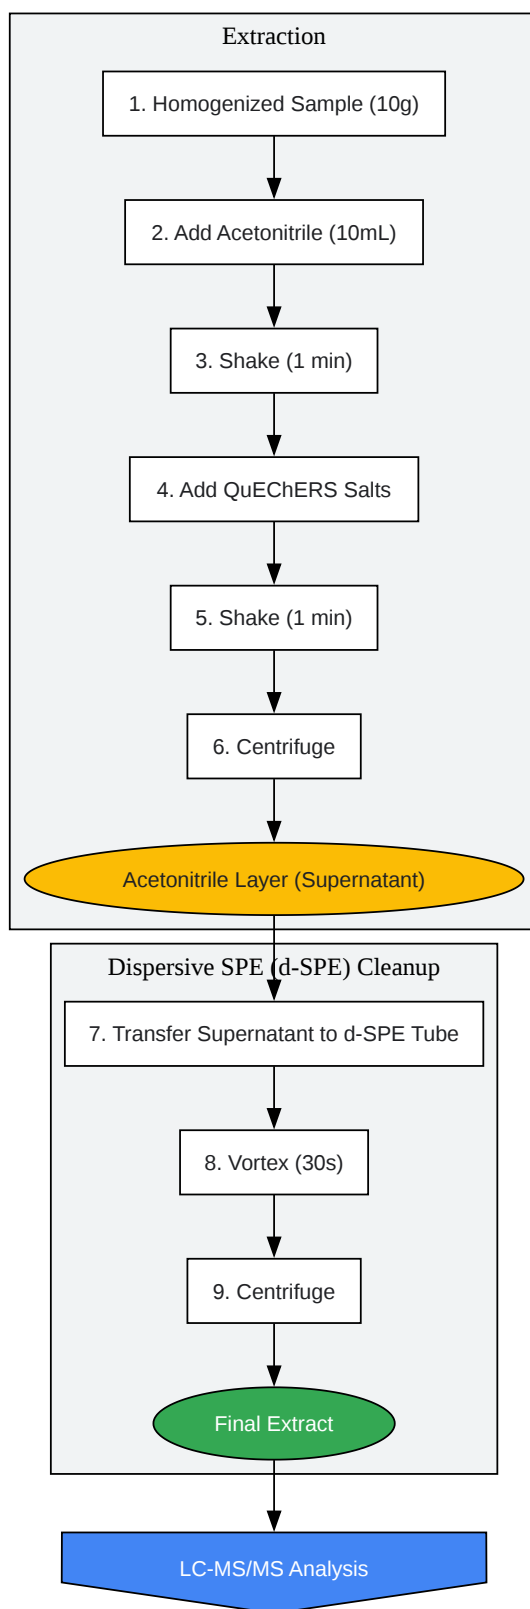 Extraction
1. Homogenized Sample (10g)
2. Add Acetonitrile (10mL)
3. Shake (1 min)
4. Add QuEChERS Salts
5. Shake (1 min)
6. Centrifuge
Acetonitrile Layer (Supernatant)
Dispersive SPE (d-SPE) Cleanup
7. Transfer Supernatant to d-SPE Tube
8. Vortex (30s)
9. Centrifuge
Final Extract
LC-MS/MS Analysis